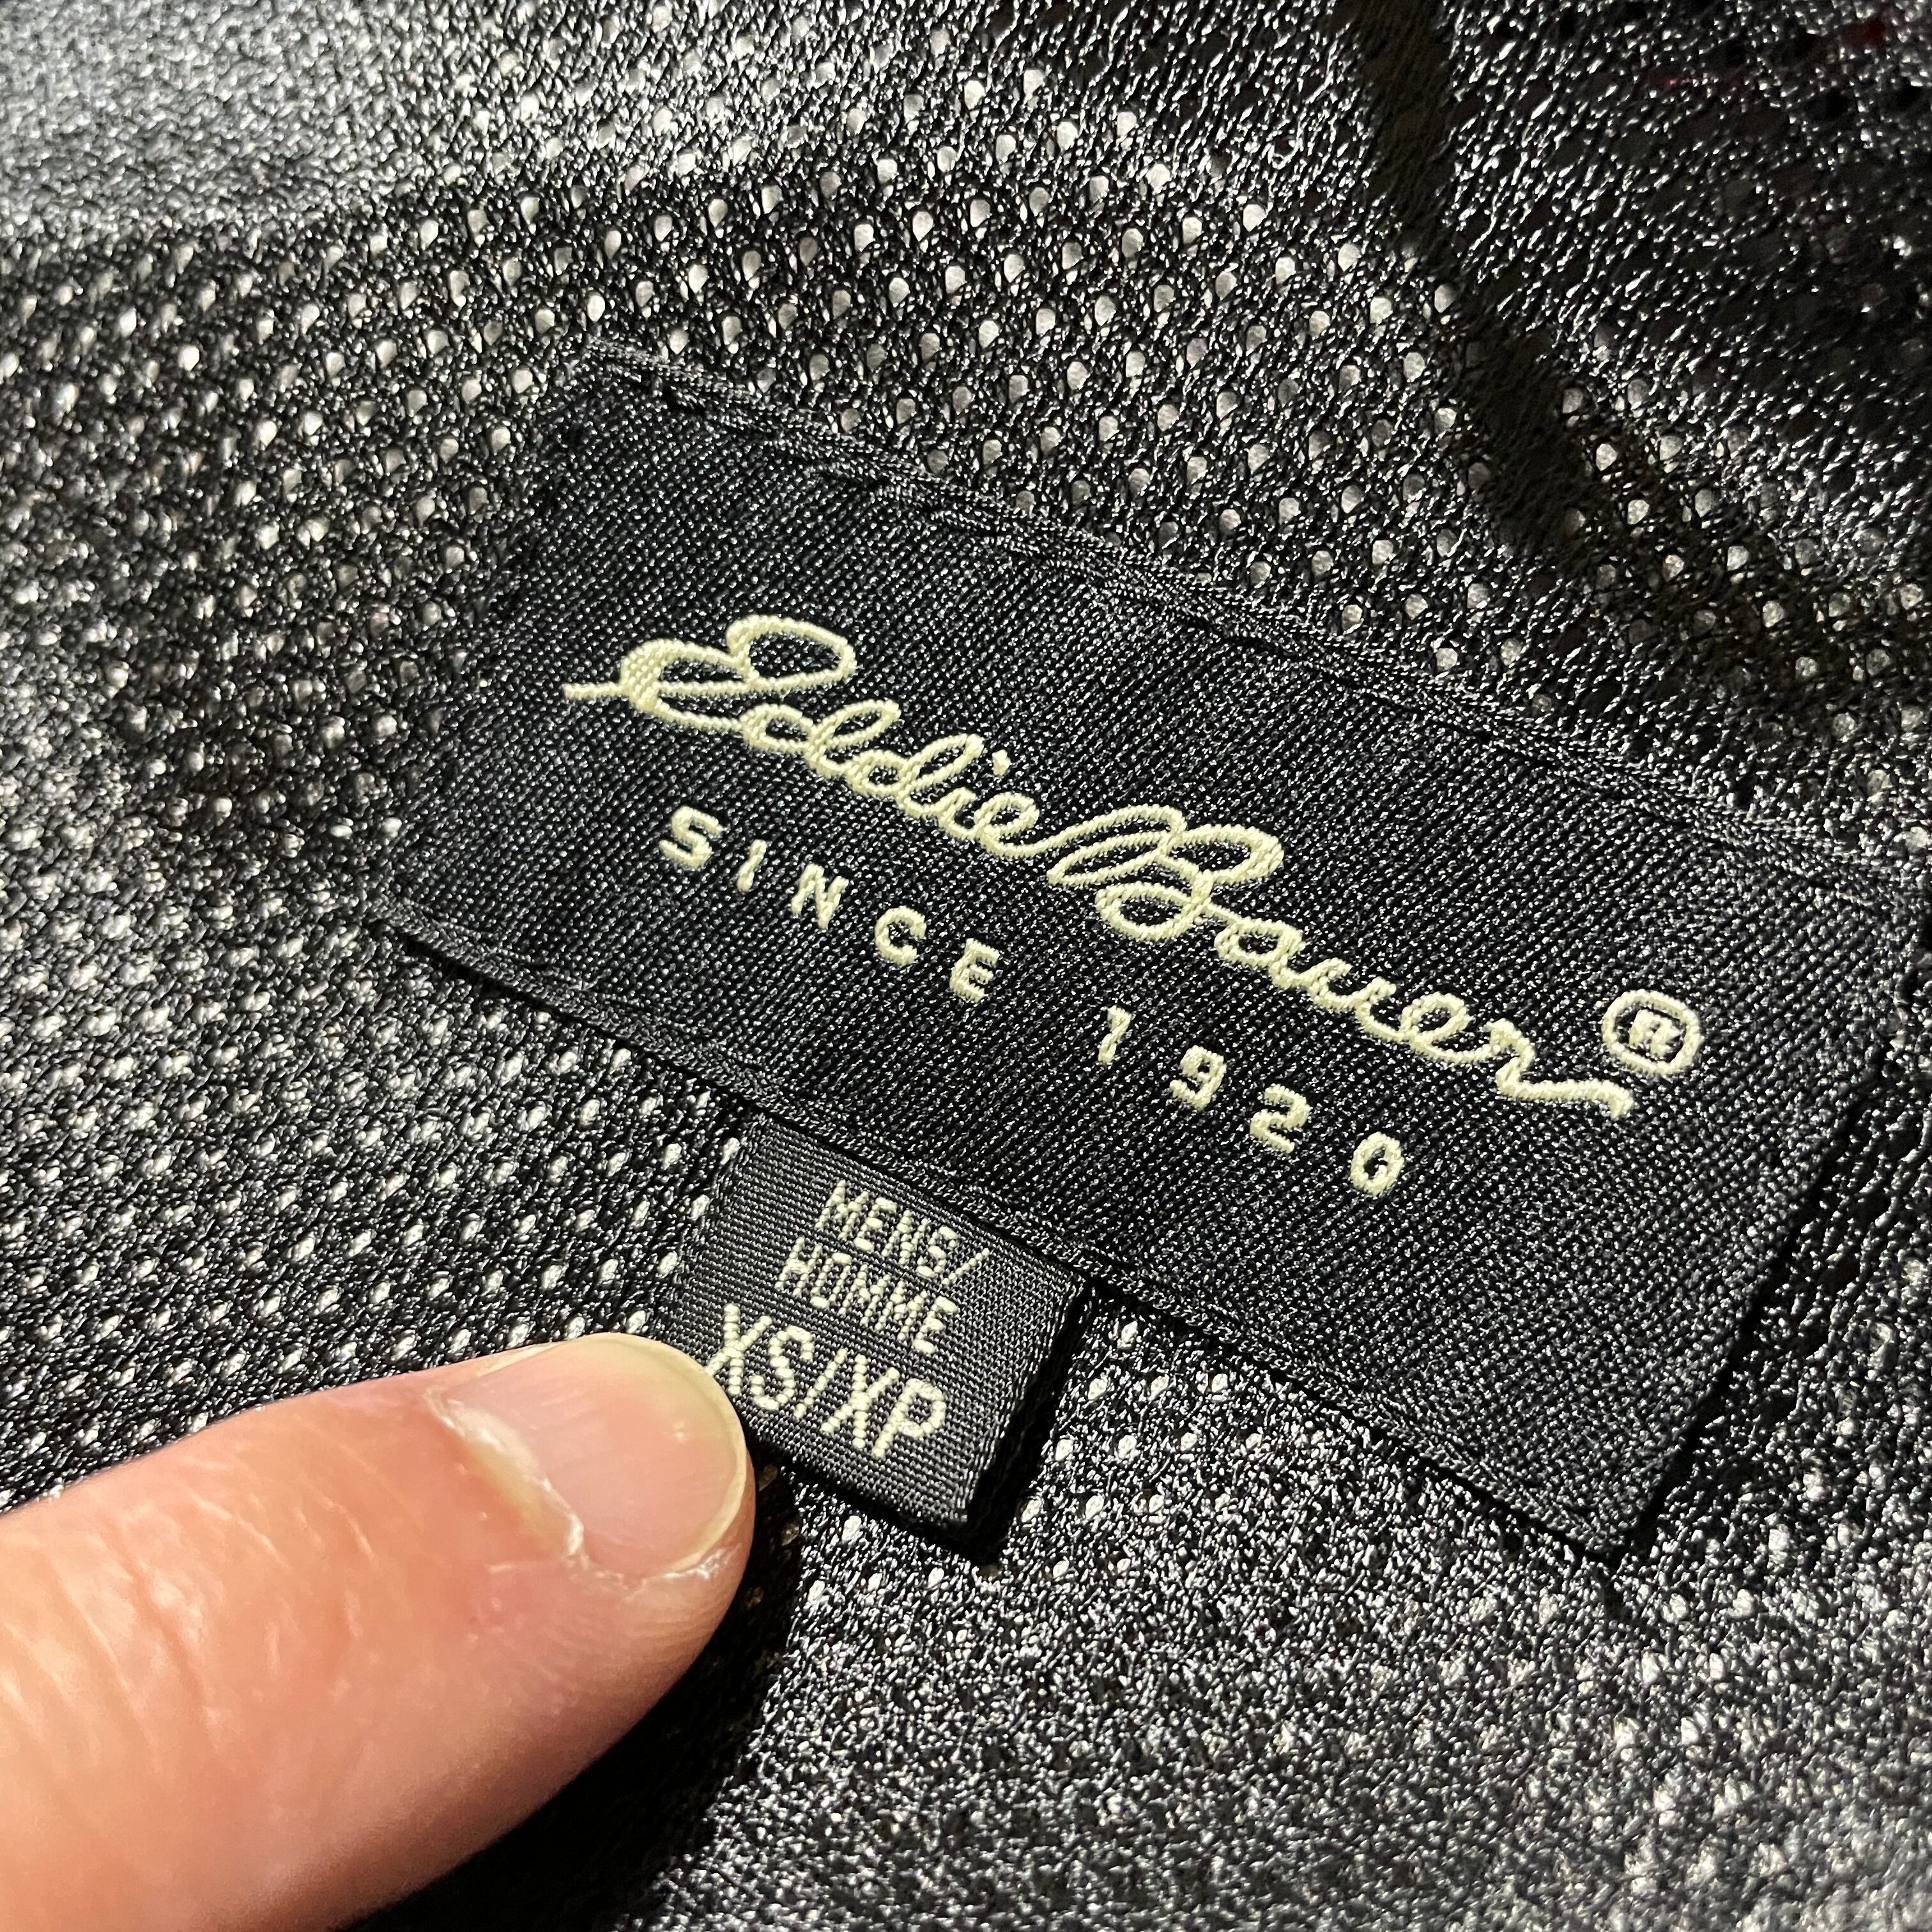 Eddie Bauer®
SINCE 1920
MENS/
HOMME
XS/XP